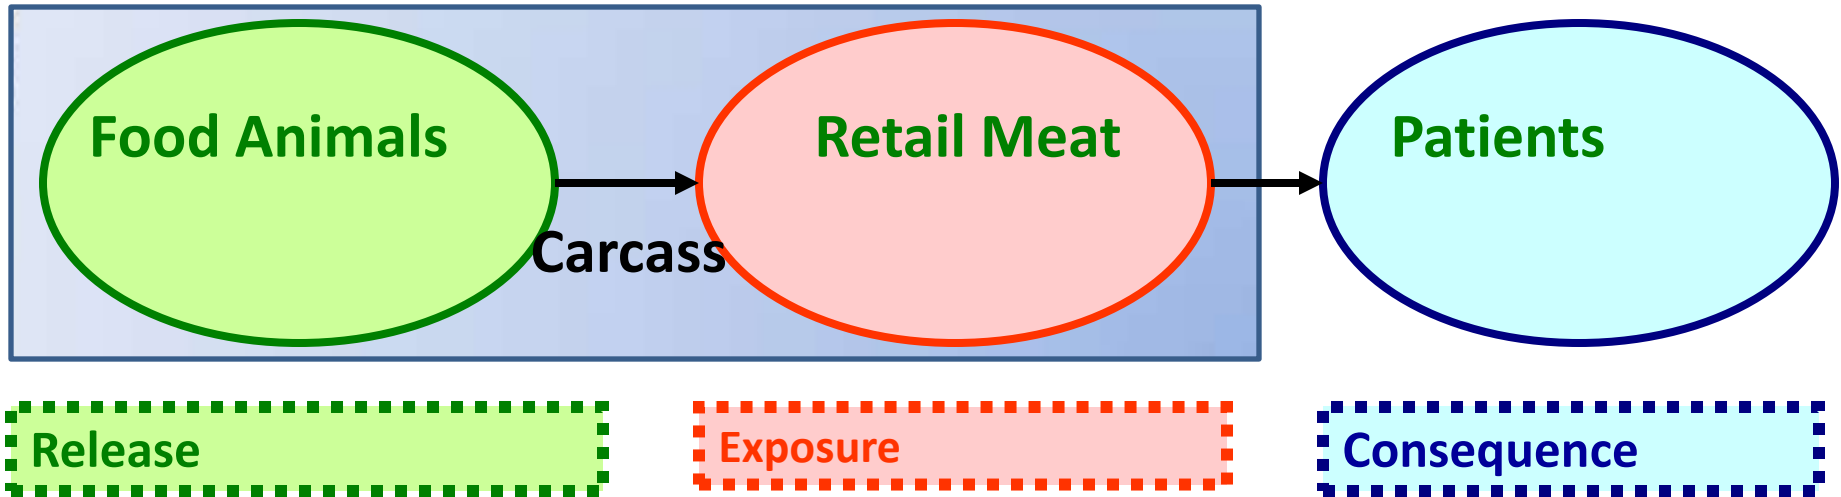 Food Animals
Retail Meat
Patients
Carcass
Release
Exposure
Consequence